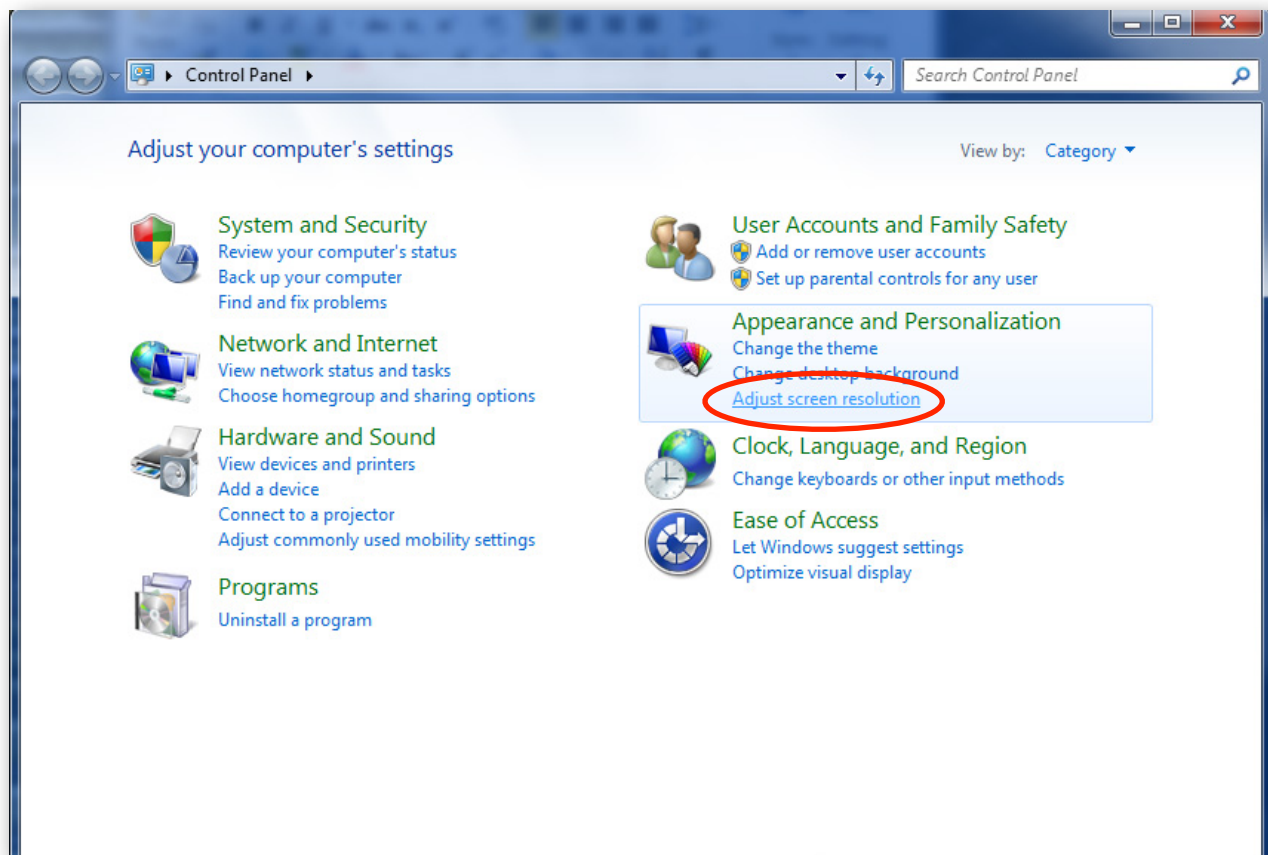 Control Panel
Search Control Panel
Adjust your computer's settings
View by: Category
System and Security
Review your computer's status
Back up your computer
Find and fix problems
Network and Internet
View network status and tasks
Choose homegroup and sharing options
Hardware and Sound
View devices and printers
Add a device
Connect to a projector
Adjust commonly used mobility settings
Programs
Uninstall a program
User Accounts and Family Safety
Add or remove user accounts
Set up parental controls for any user
Appearance and Personalization
Change the theme
Change desktop background
Adjust screen resolution
Clock, Language, and Region
Change keyboards or other input methods
Ease of Access
Let Windows suggest settings
Optimize visual display